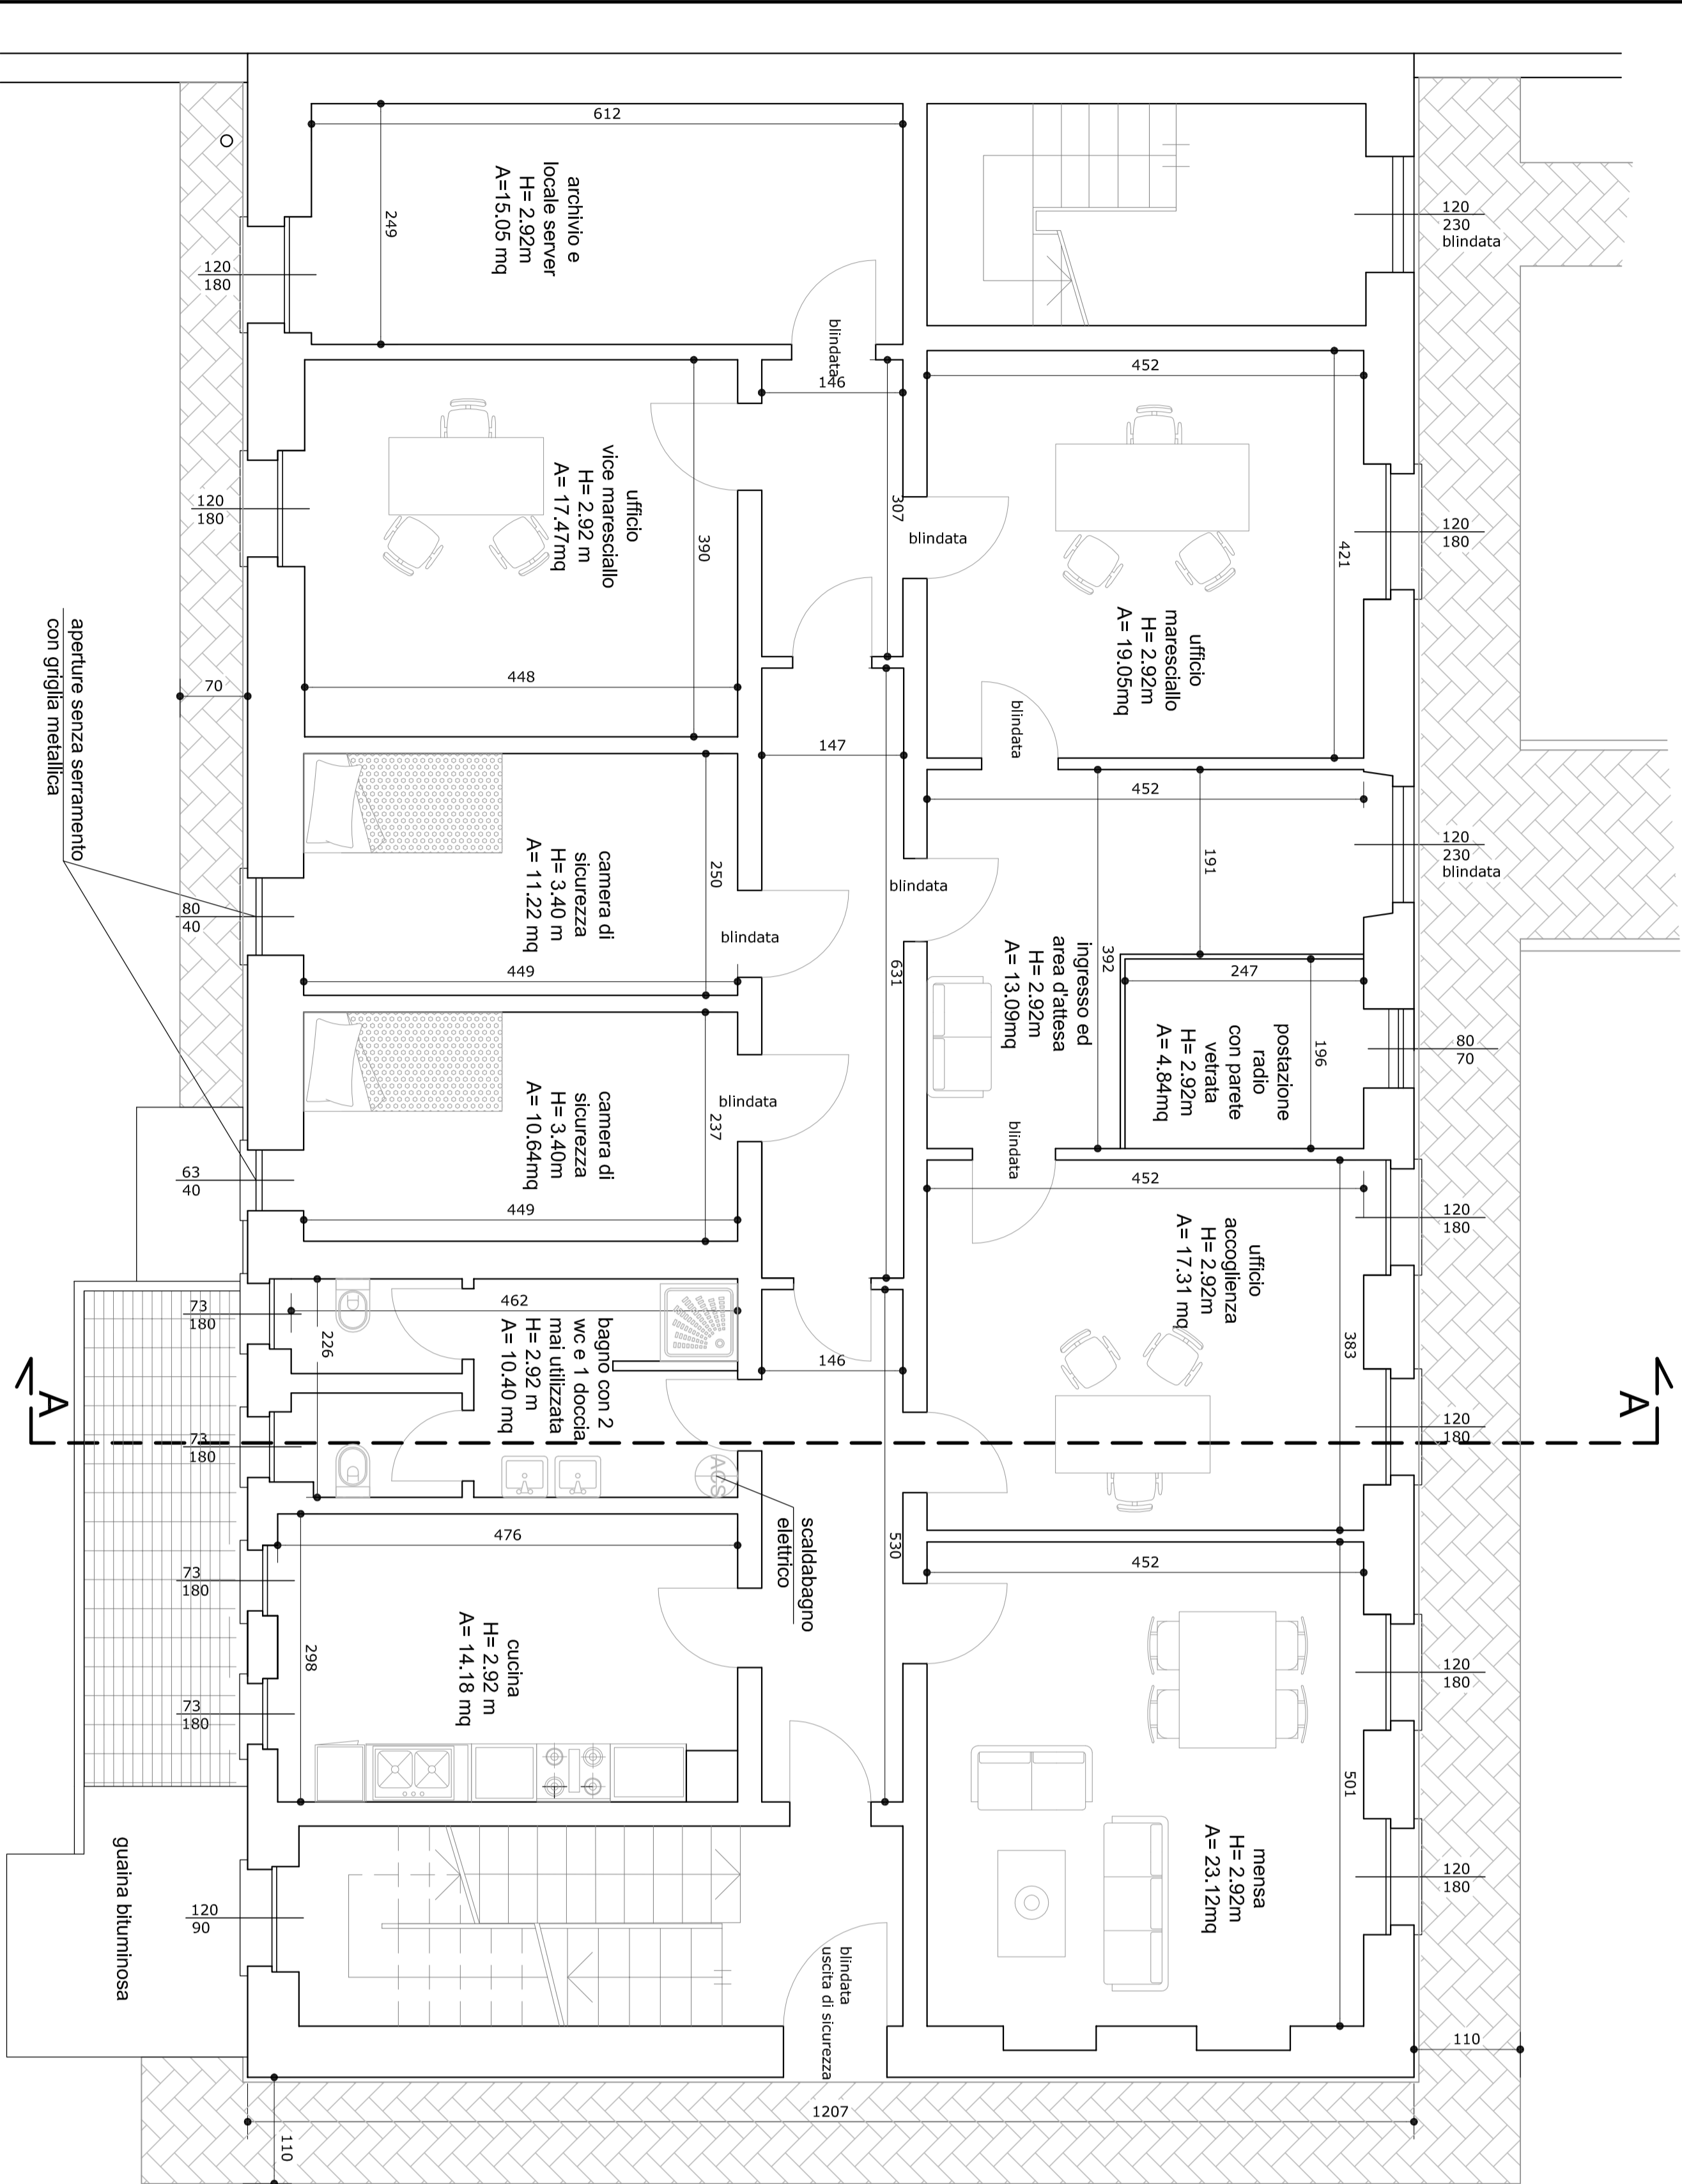 612
249
archivio e
locale server
H= 2.92m
A=15.05 mq
120
180
blindata
146
120
230
blindata
452
421
ufficio
maresciallo
H= 2.92m
A= 19.05mq
120
180
ufficio
vice maresciallo
H= 2.92 m
A= 17.47mq
390
448
120
180
307
blindata
blindata
aperture senza serramento
con griglia metallica
70
147
452
191
392
120
230
blindata
camera di
sicurezza
H= 3.40 m
A= 11.22 mq
250
449
blindata
80
40
blindata
631
ingresso ed
area d'attesa
H= 2.92m
A= 13.09mq
247
196
postazione
radio
con parete
vetrata
H= 2.92m
A= 4.84mq
80
70
camera di
sicurezza
H= 3.40m
A= 10.64mq
237
449
blindata
63
40
blindata
452
383
ufficio
accoglienza
H= 2.92m
A= 17.31 mq
120
180
120
180
462
226
bagno con 2
wc e 1 doccia
mai utilizzata
H= 2.92 m
A= 10.40 mq
73
180
73
180
146
A
A
ACS
scaldabagno
elettrico
530
476
298
cucina
H= 2.92 m
A= 14.18 mq
73
180
73
180
452
501
mensa
H= 2.92m
A= 23.12mq
120
180
120
180
guaina bituminosa
120
90
blindata
uscita di sicurezza
110
1207
110